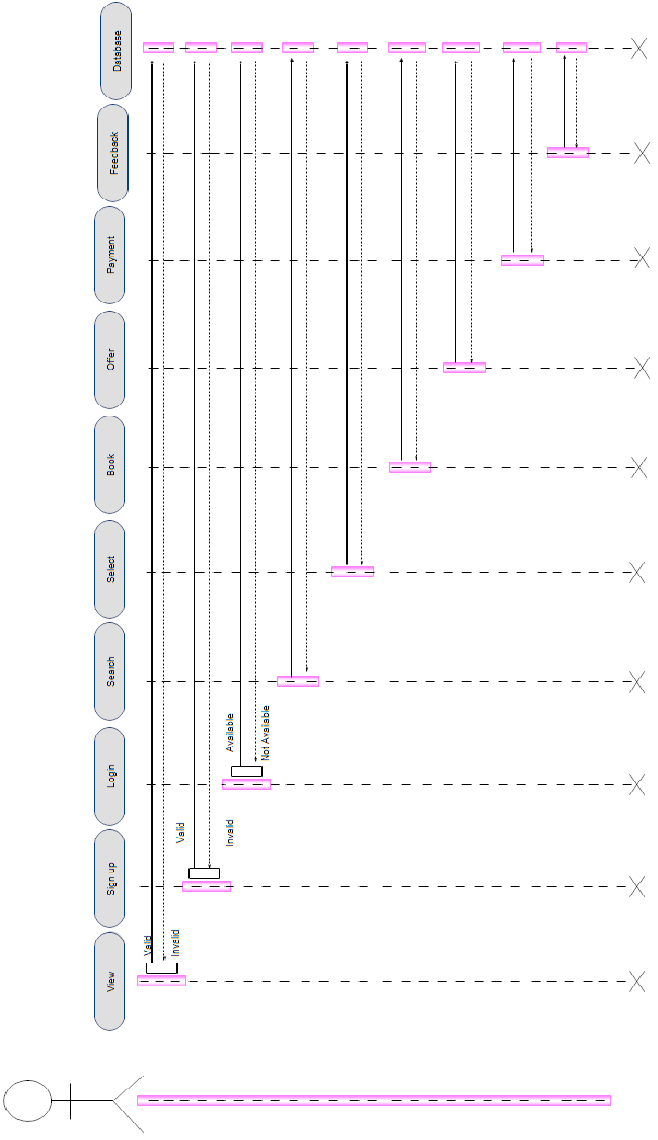 View
Sign up
Login
Search
Select
Book
Offer
Payment
Feedback
Database
Valid
Invalid
Valid
Invalid
Available
Not Available